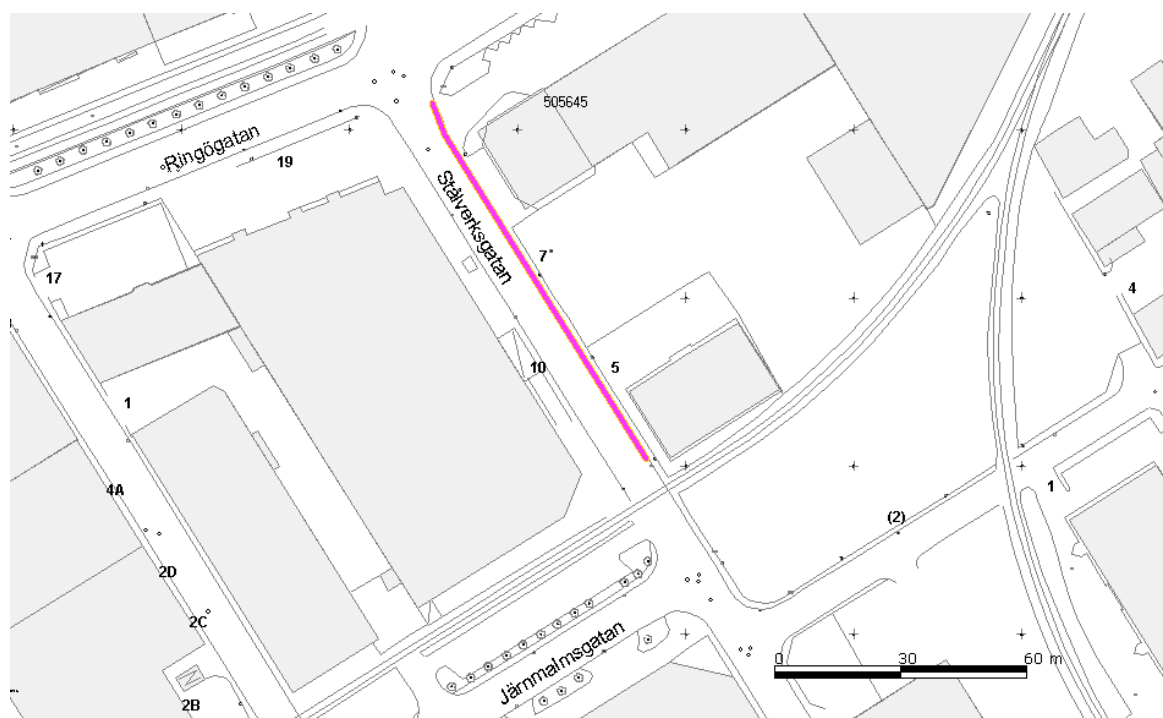 505645
Ringögatan
19
Stålverksgatan
7*
17
4
10
5
1
4A
1
(2)
2D
2C
Järnmalmsgatan
0 30 60 m
2B